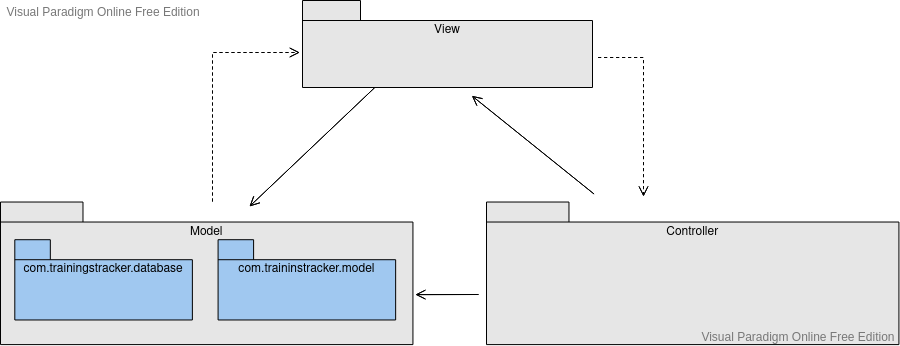 Visual Paradigm Online Free Edition
View
Model
Controller
com.trainingstracker.database
com.traininstracker.model
Visual Paradigm Online Free Edition